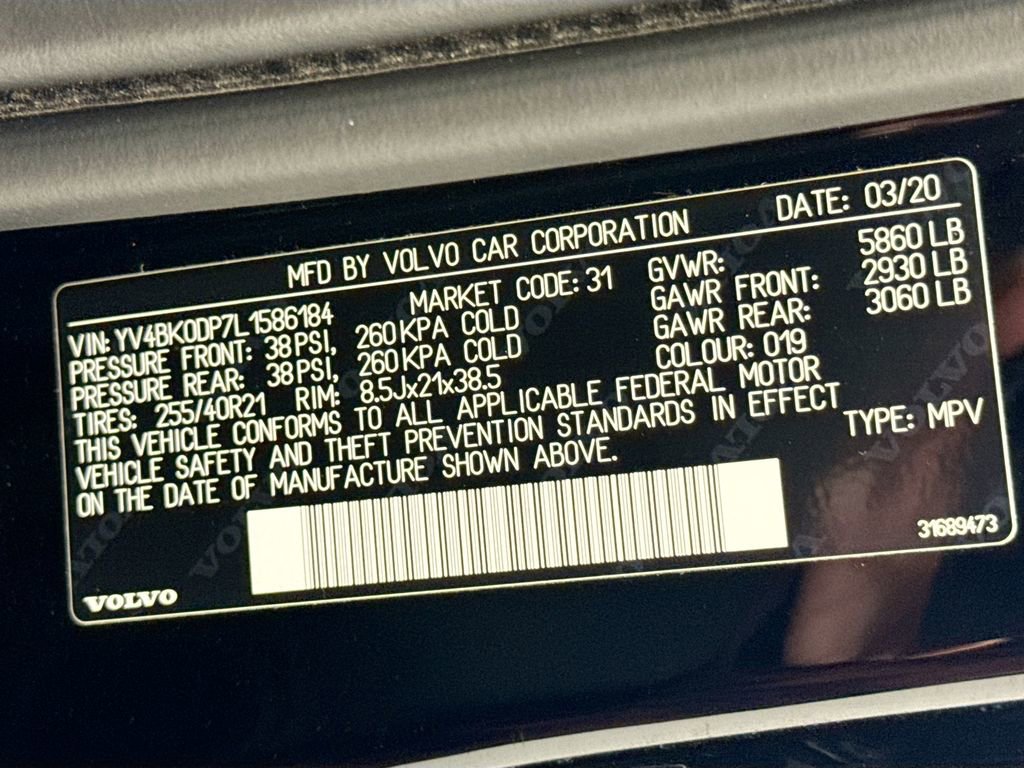 MFD BY VOLVO CAR CORPORATION DATE: 03/20
VIN: YV4BK0DP7L1586184 MARKET CODE: 31 GVWR: 5860 LB
PRESSURE FRONT: 38PSI, 260KPA COLD GAWR FRONT: 2930 LB
PRESSURE REAR: 38PSI, 260KPA COLD GAWR REAR: 3060 LB
TIRES: 255/40R21 RIM: 8.5Jx21x38.5 COLOUR: 019
THIS VEHICLE CONFORMS TO ALL APPLICABLE FEDERAL MOTOR
VEHICLE SAFETY AND THEFT PREVENTION STANDARDS IN EFFECT
ON THE DATE OF MANUFACTURE SHOWN ABOVE. TYPE: MPV
31689473
VOLVO